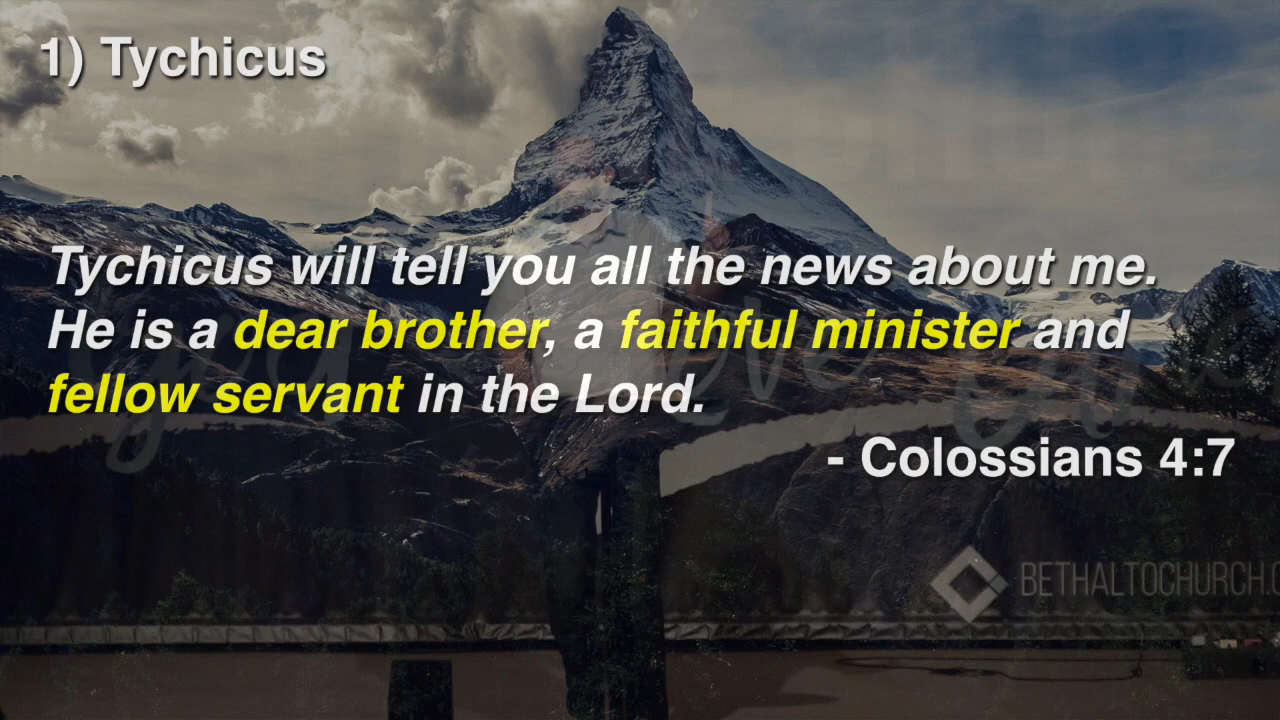 1) Tychicus
Tychicus will tell you all the news about me.
He is a dear brother, a faithful minister and
fellow servant in the Lord.
- Colossians 4:7
BETHALTOCHURCH.